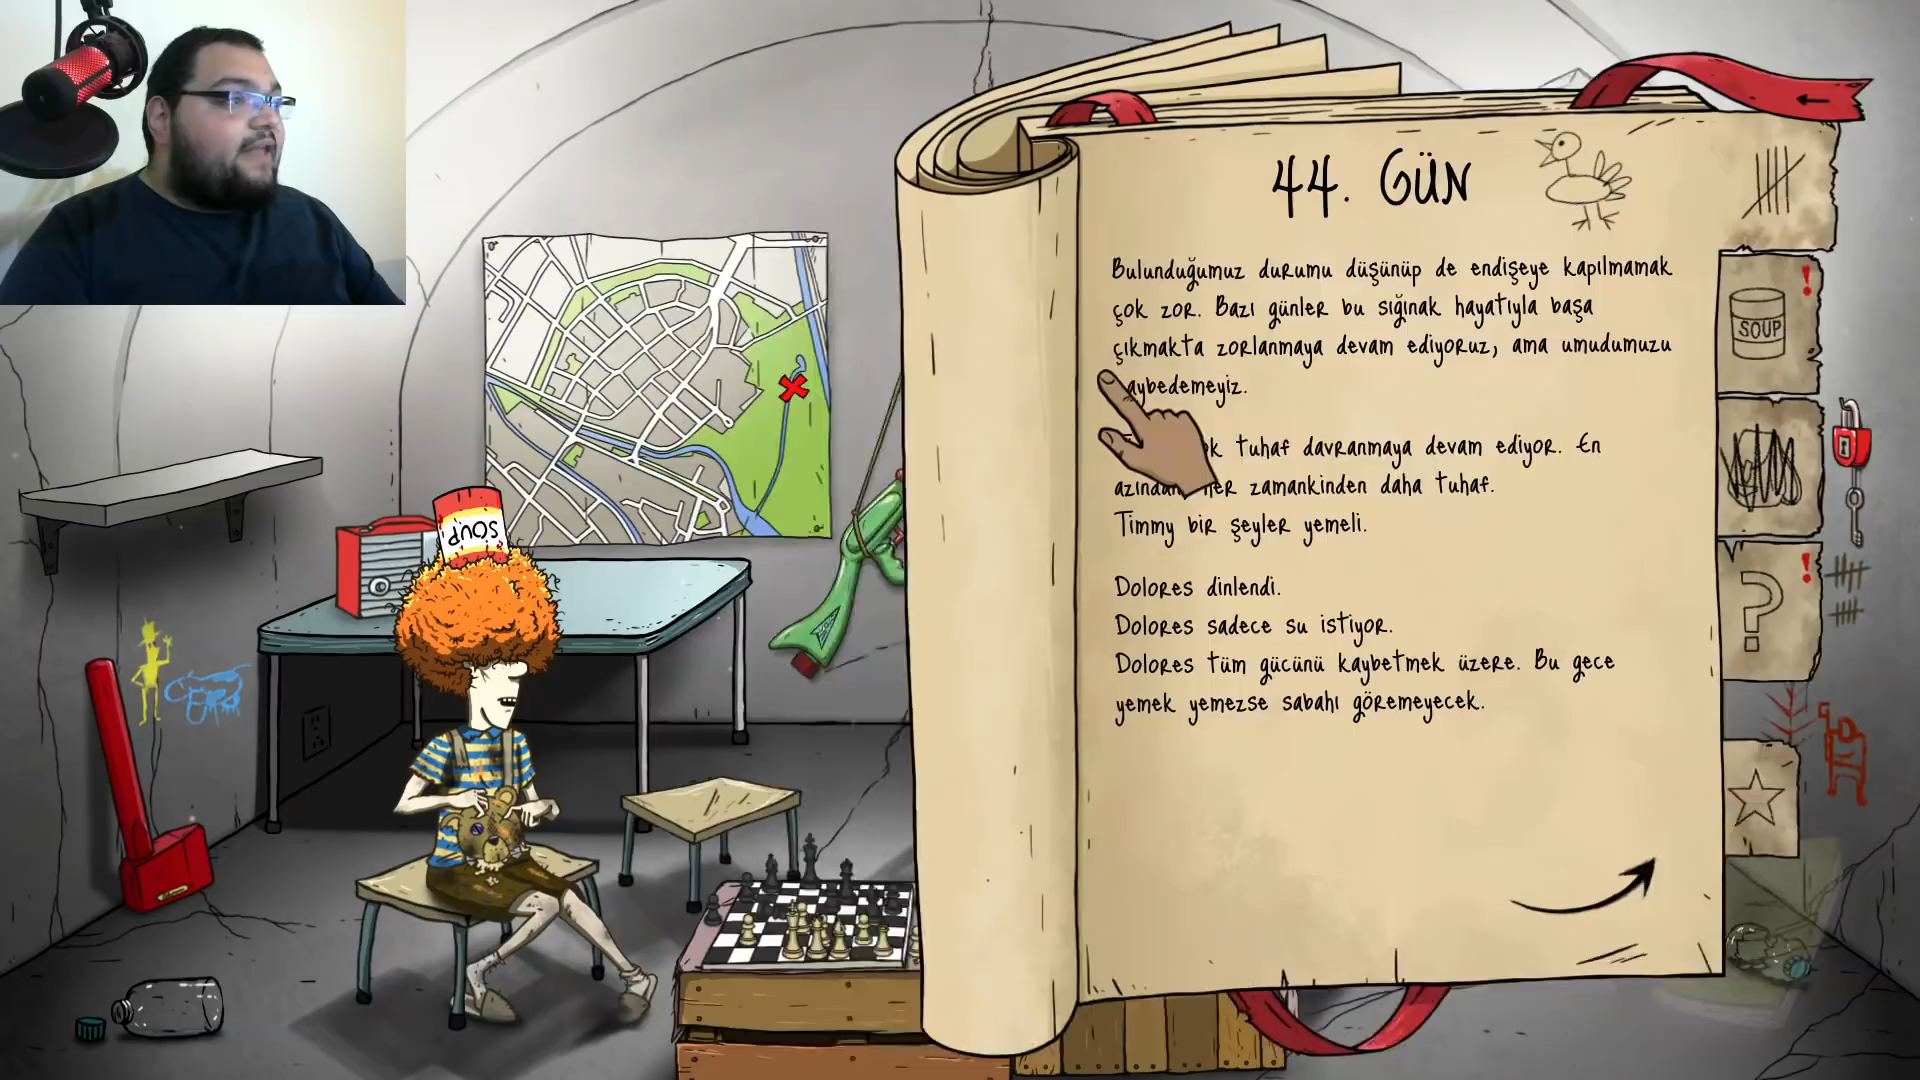 44. GÜN
Bulunduğumuz durumu düşünüp de endişeye kapılmamak
çok zor. Bazı günler bu sığınak hayatıyla başa
çıkmakta zorlanmaya devam ediyoruz, ama umudumuzu
aybedemeyiz.
tuhaf davranmaya devam ediyor. En
zamankinden daha tuhaf.
Timmy bir şeyler yemeli.
Dolores dinlendi.
Dolores sadece su istiyor.
Dolores tüm gücünü kaybetmek üzere. Bu gece
yemek yemezse sabahı göremeyecek.
SOUP
!
SOUP
?
!